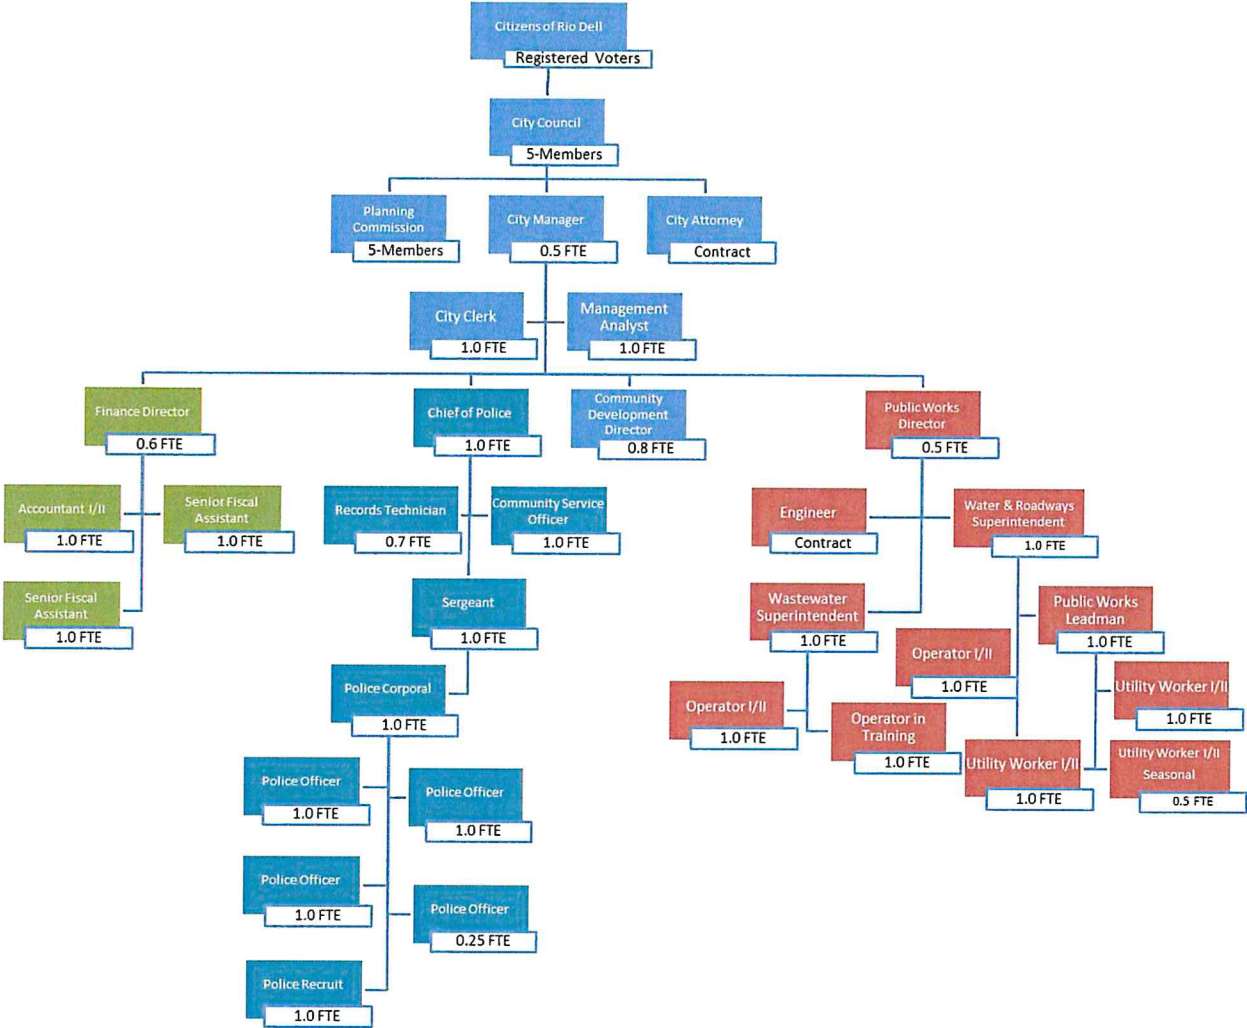 Citizens of Rio Dell
Registered Voters
City Council
5-Members
Planning
Commission
5-Members
City Manager
0.5 FTE
City Attorney
Contract
City Clerk
1.0 FTE
Management
Analyst
1.0 FTE
Finance Director
0.6 FTE
Chief of Police
1.0 FTE
Community
Development
Director
0.8 FTE
Public Works
Director
0.5 FTE
Accountant I/II
1.0 FTE
Senior Fiscal
Assistant
1.0 FTE
Senior Fiscal
Assistant
1.0 FTE
Records Technician
0.7 FTE
Community Service
Officer
1.0 FTE
Sergeant
1.0 FTE
Police Corporal
1.0 FTE
Police Officer
1.0 FTE
Police Officer
1.0 FTE
Police Officer
1.0 FTE
Police Officer
0.25 FTE
Police Recruit
1.0 FTE
Engineer
Contract
Water & Roadways
Superintendent
1.0 FTE
Wastewater
Superintendent
1.0 FTE
Public Works
Leadman
1.0 FTE
Operator I/II
1.0 FTE
Operator I/II
1.0 FTE
Operator in
Training
1.0 FTE
Utility Worker I/II
1.0 FTE
Utility Worker I/II
1.0 FTE
Utility Worker I/II
Seasonal
0.5 FTE